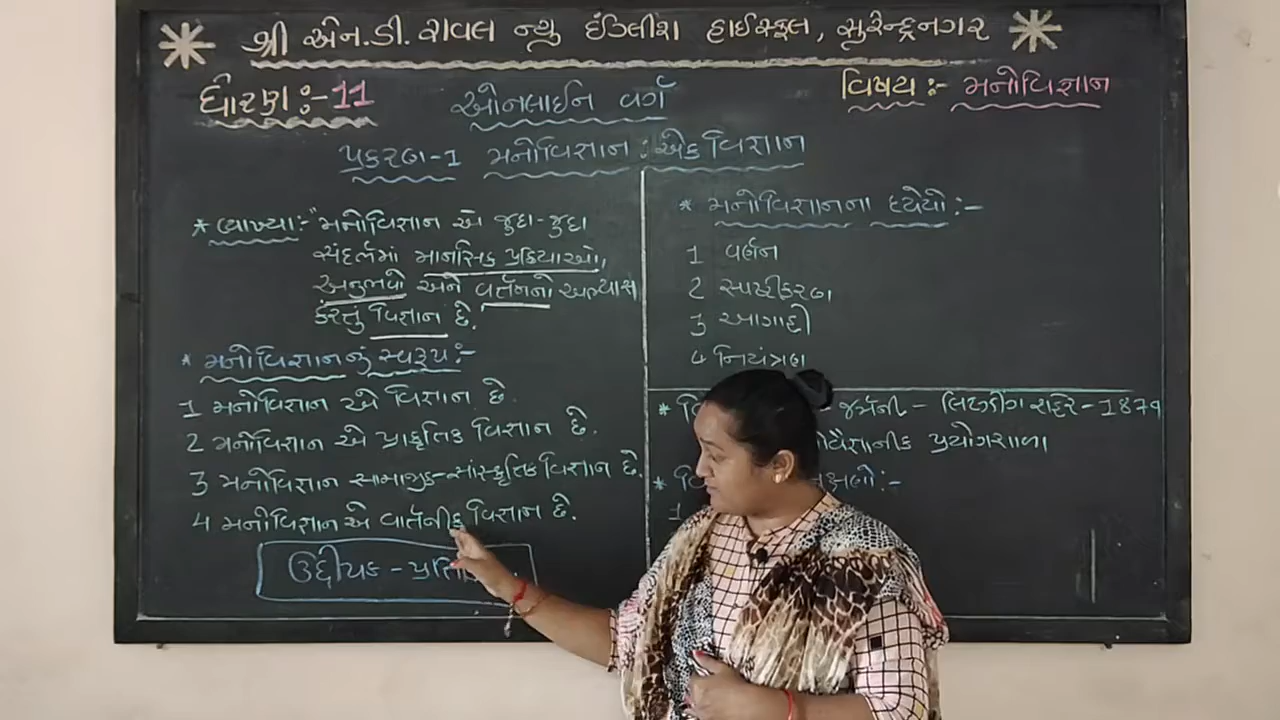 શ્રી એન.ડી. રાવલ ન્યુ ઇંગ્લીશ હાઈસ્કૂલ, સુરેન્દ્રનગર
ધોરણ :- 11
ઓનલાઈન વર્ગ
વિષય :- મનોવિજ્ઞાન
પ્રકરણ-1 મનોવિજ્ઞાન : એક વિજ્ઞાન
* વ્યાખ્યા:- "મનોવિજ્ઞાન એ જુદા-જુદા
સંદર્ભમાં માનસિક પ્રક્રિયાઓ,
અનુભવો અને વર્તનનો અભ્યાસ
કરતું વિજ્ઞાન છે."
* મનોવિજ્ઞાનનું સ્વરૂપ:-
1 મનોવિજ્ઞાન એ વિજ્ઞાન છે.
2 મનોવિજ્ઞાન એ પ્રાકૃતિક વિજ્ઞાન છે.
3 મનોવિજ્ઞાન સામાજીક-સાંસ્કૃતિક વિજ્ઞાન છે.
4 મનોવિજ્ઞાન એ વાર્તનીક વિજ્ઞાન છે.
ઉદ્દીપક -
* મનોવિજ્ઞાનના ધ્યેયો :-
1 વર્ણન
2 સ્પષ્ટીકરણ
3 આગાહી
4 નિયંત્રણ
* - જર્મની - લિપઝીગ શહેર - 1879
પ્રયોગશાળા
*
1